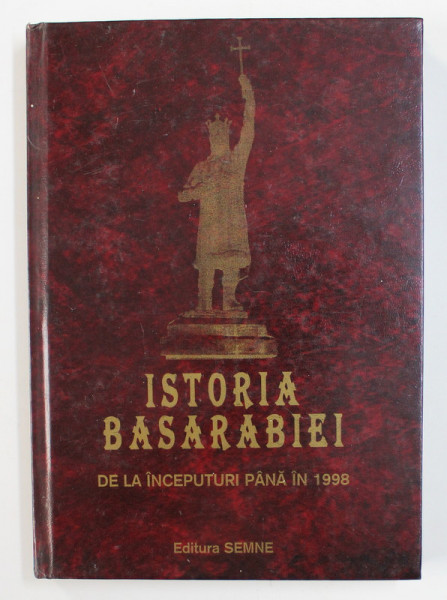 ISTORIA
BASARABIEI
DE LA ÎNCEPUTURI PÂNĂ ÎN 1998
Editura SEMNE